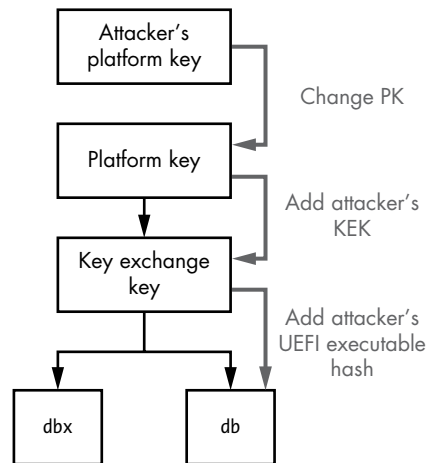 Attacker's
platform key
Change PK
Platform key
Add attacker's
KEK
Key exchange
key
Add attacker's
UEFI executable
hash
dbx
db